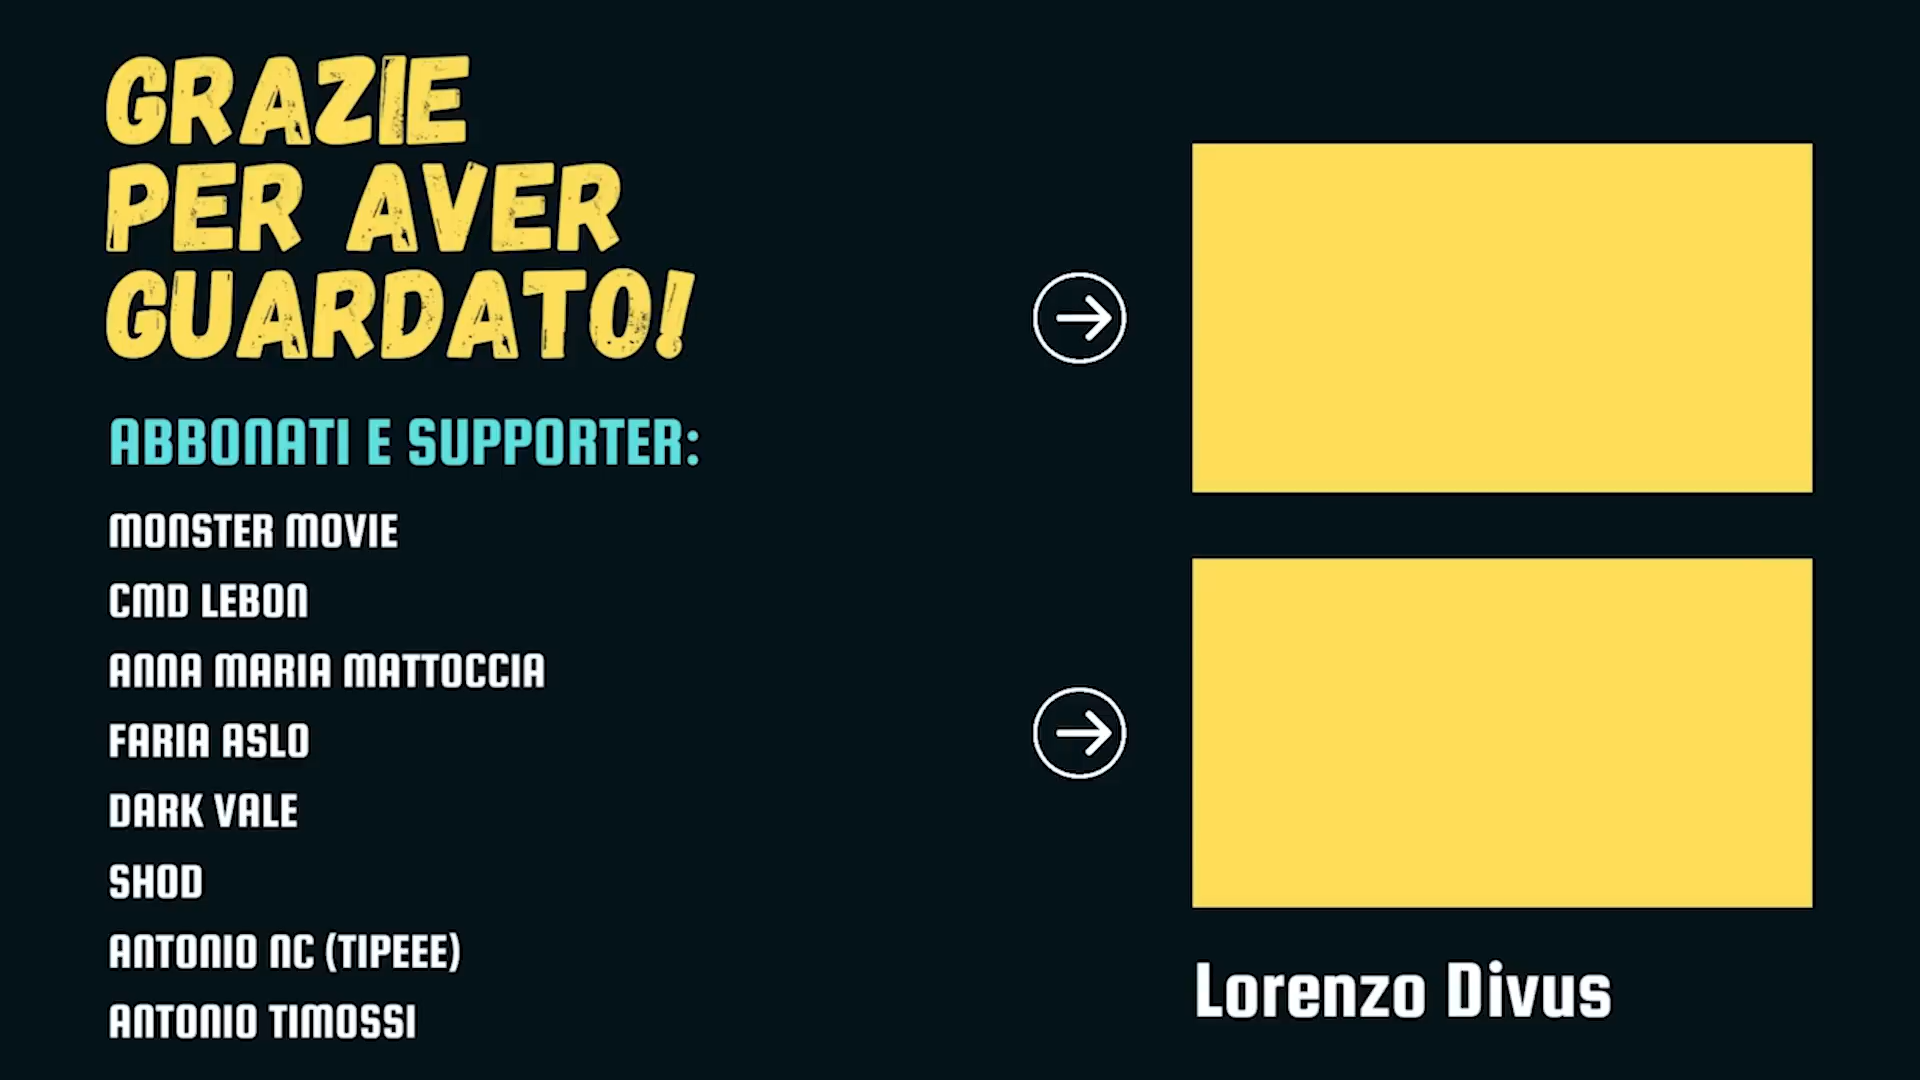 GRAZIE
PER AVER
GUARDATO!
ABBONATI E SUPPORTER:
MONSTER MOVIE
CMD LEBON
ANNA MARIA MATTOCCIA
FARIA ASLO
DARK VALE
SHOD
ANTONIO NC (TIPEEE)
ANTONIO TIMOSSI
Lorenzo Divus